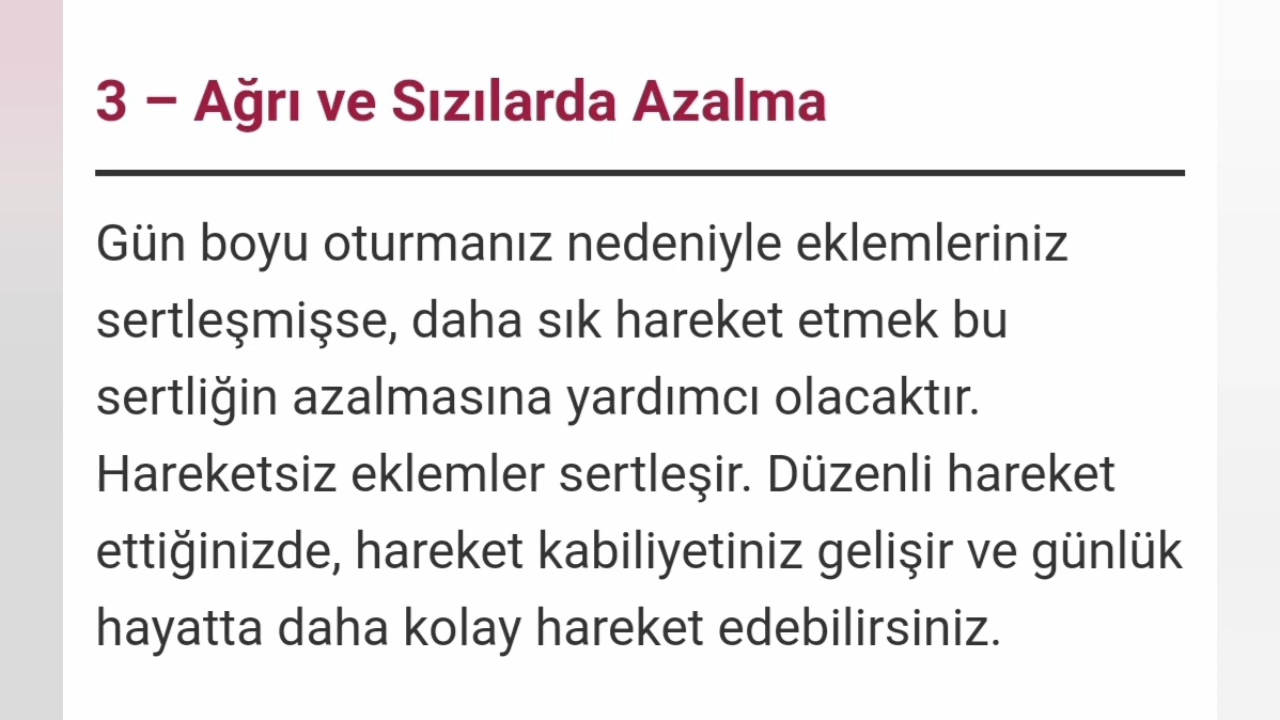 3 – Ağrı ve Sızılarda Azalma
Gün boyu oturmanız nedeniyle eklemleriniz
sertleşmişse, daha sık hareket etmek bu
sertliğin azalmasına yardımcı olacaktır.
Hareketsiz eklemler sertleşir. Düzenli hareket
ettiğinizde, hareket kabiliyetiniz gelişir ve günlük
hayatta daha kolay hareket edebilirsiniz.